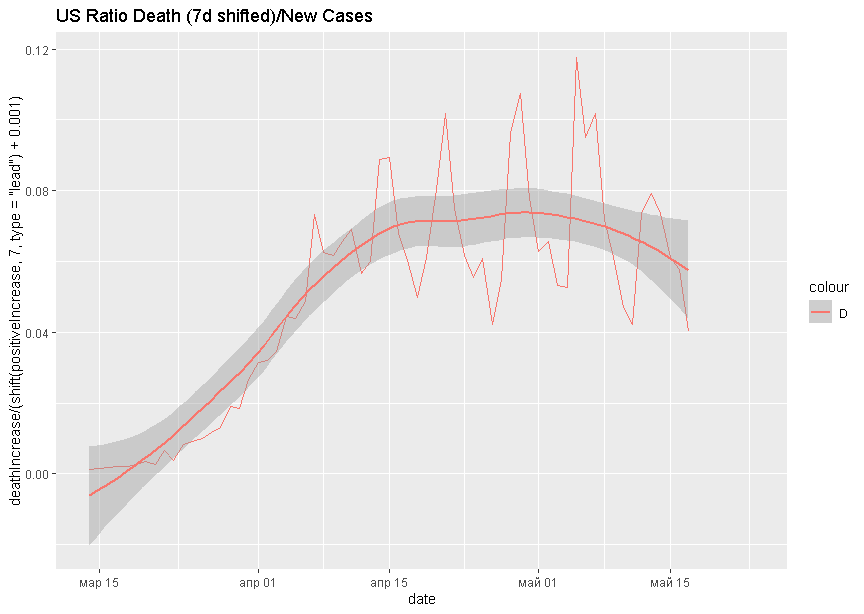 US Ratio Death (7d shifted)/New Cases
deathIncrease/(shift(positiveIncrease, 7, type = "lead") + 0.001)
0.12
0.08
0.04
0.00
мар 15
апр 01
апр 15
май 01
май 15
date
colour
D